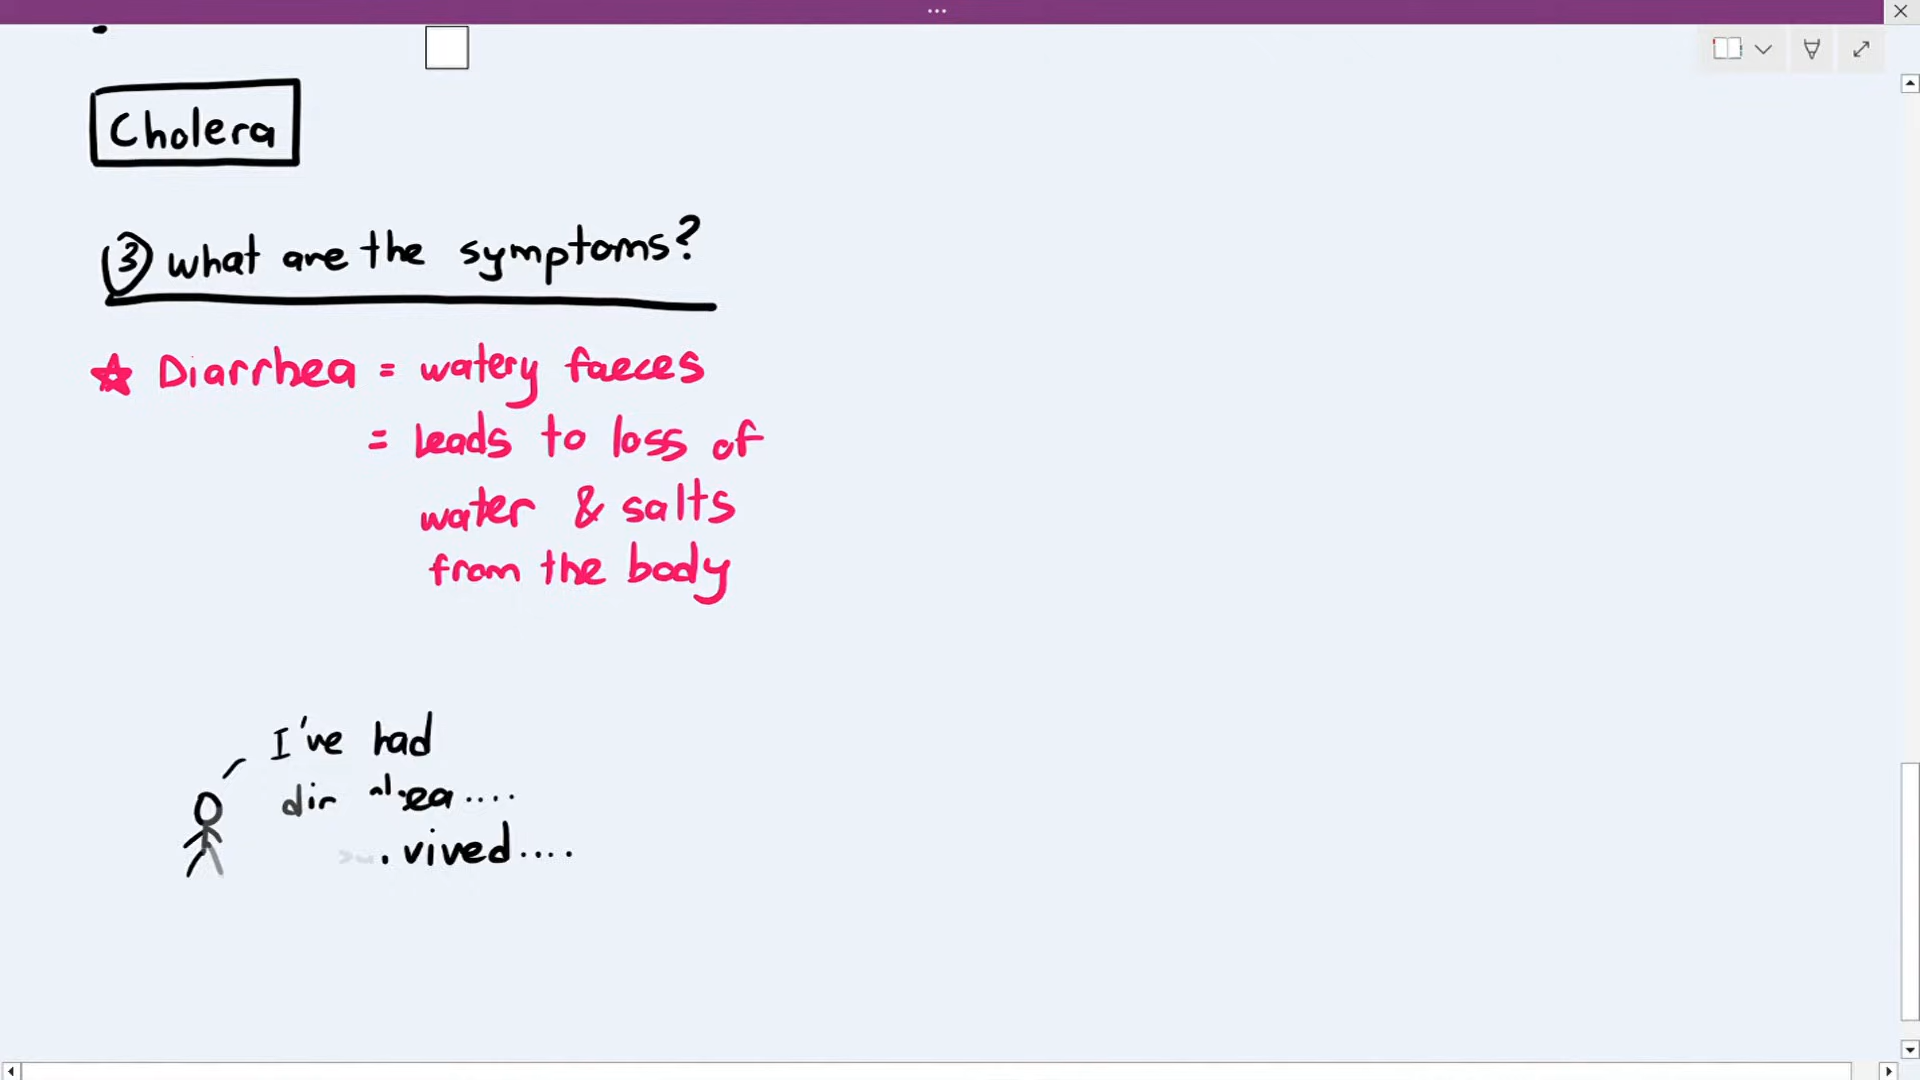 Cholera
③ What are the symptoms?
Diarrhea = watery faeces
= leads to loss of
water & salts
from the body
I've had
....
....